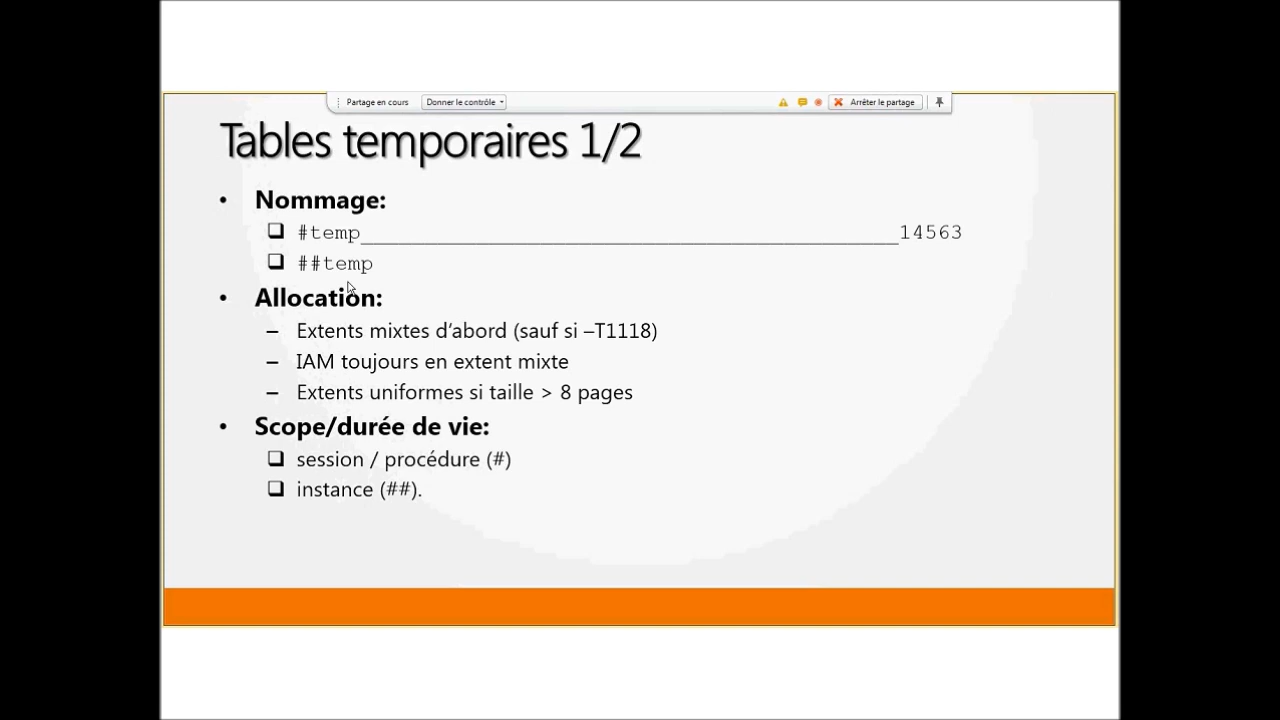 Partage en cours Donner le contrôle Arrêter le partage
Tables temporaires 1/2
• Nommage:
❑ #temp___________________________________________14563
❑ ##temp
• Allocation:
– Extents mixtes d’abord (sauf si –T1118)
– IAM toujours en extent mixte
– Extents uniformes si taille > 8 pages
• Scope/durée de vie:
❑ session / procédure (#)
❑ instance (##).